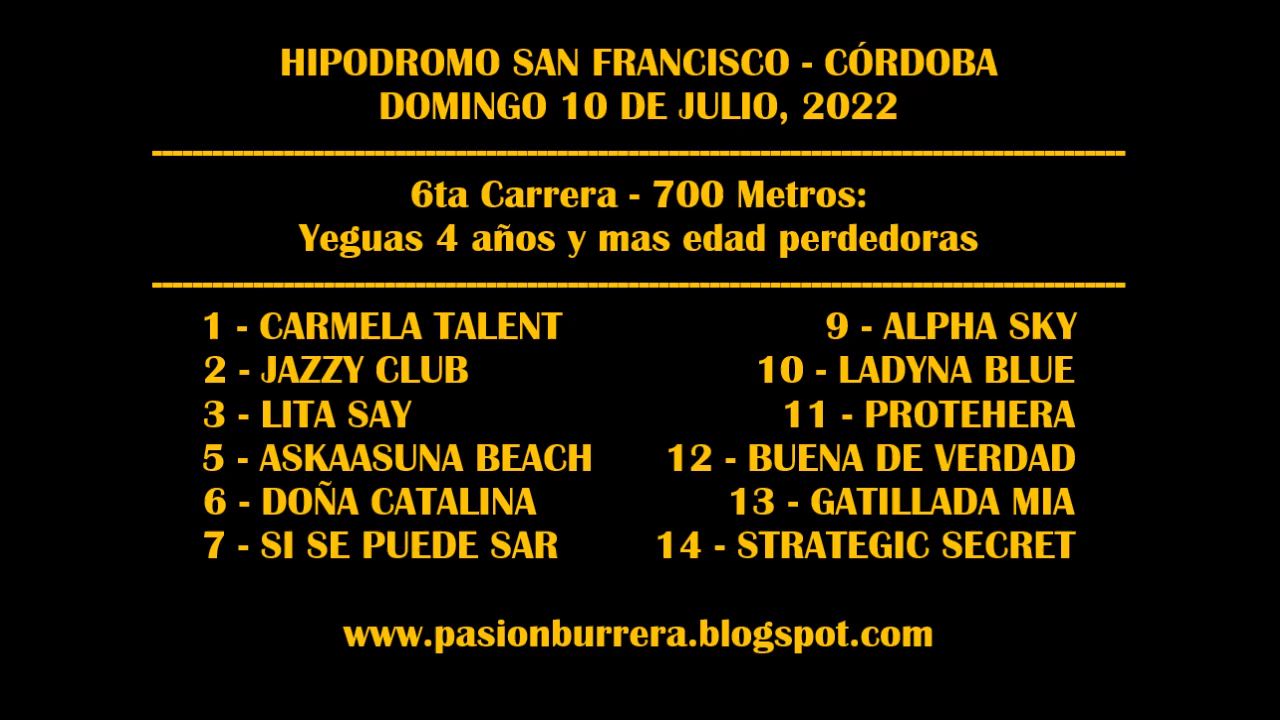 HIPODROMO SAN FRANCISCO - CÓRDOBA
DOMINGO 10 DE JULIO, 2022
6ta Carrera - 700 Metros:
Yeguas 4 años y mas edad perdedoras
1 - CARMELA TALENT
2 - JAZZY CLUB
3 - LITA SAY
5 - ASKAASUNA BEACH
6 - DOÑA CATALINA
7 - SI SE PUEDE SAR
9 - ALPHA SKY
10 - LADYNA BLUE
11 - PROTEHERA
12 - BUENA DE VERDAD
13 - GATILLADA MIA
14 - STRATEGIC SECRET
www.pasionburrera.blogspot.com